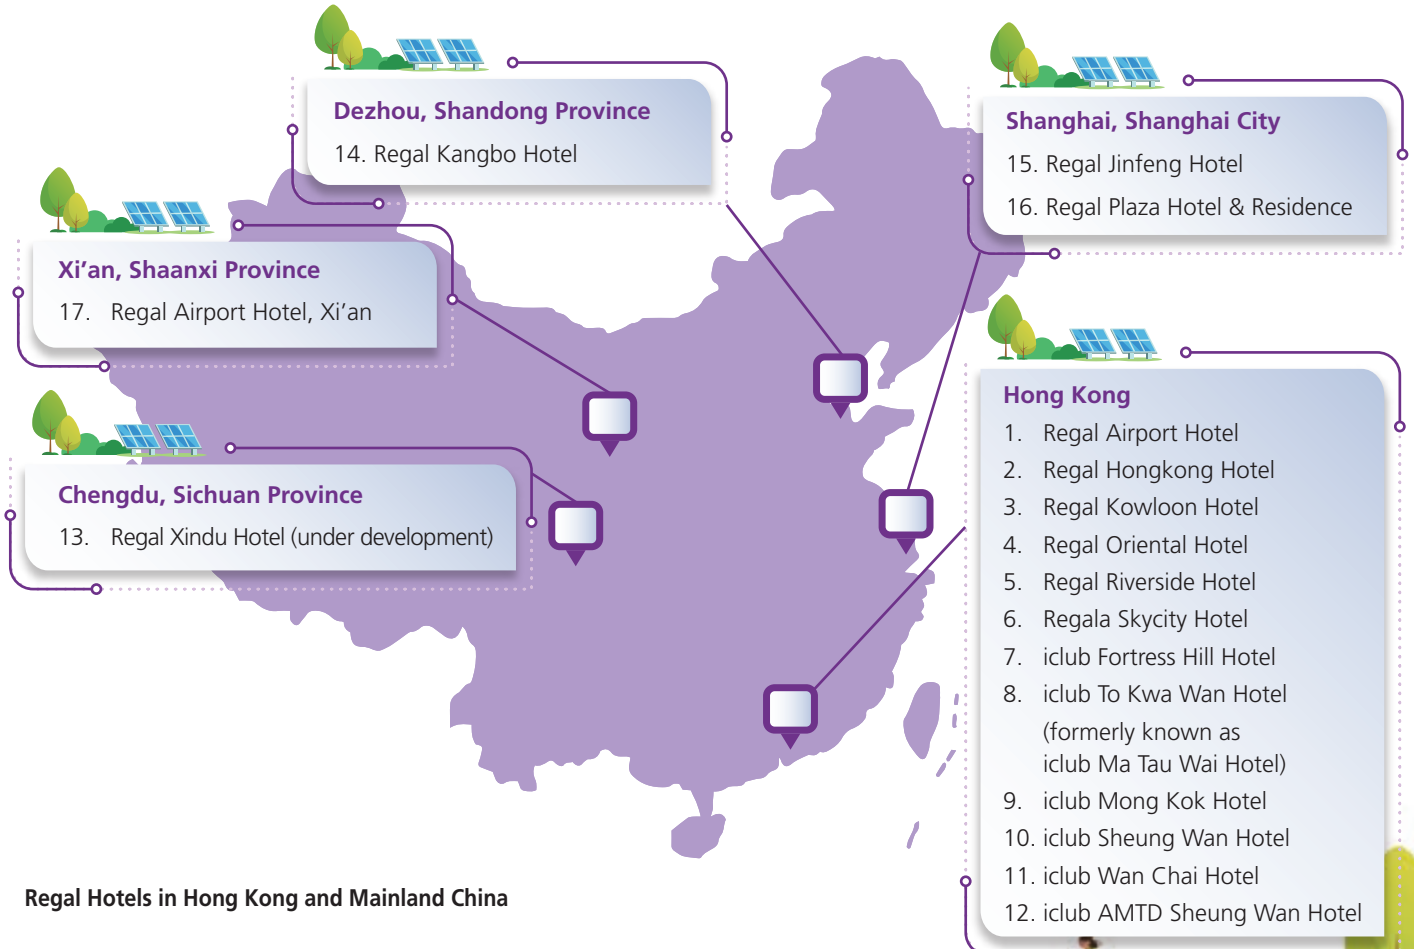 Dezhou, Shandong Province
14. Regal Kangbo Hotel
Shanghai, Shanghai City
15. Regal Jinfeng Hotel
16. Regal Plaza Hotel & Residence
Xi’an, Shaanxi Province
17. Regal Airport Hotel, Xi’an
Chengdu, Sichuan Province
13. Regal Xindu Hotel (under development)
Hong Kong
1. Regal Airport Hotel
2. Regal Hongkong Hotel
3. Regal Kowloon Hotel
4. Regal Oriental Hotel
5. Regal Riverside Hotel
6. Regala Skycity Hotel
7. iclub Fortress Hill Hotel
8. iclub To Kwa Wan Hotel
(formerly known as
iclub Ma Tau Wai Hotel)
9. iclub Mong Kok Hotel
10. iclub Sheung Wan Hotel
11. iclub Wan Chai Hotel
12. iclub AMTD Sheung Wan Hotel
Regal Hotels in Hong Kong and Mainland China